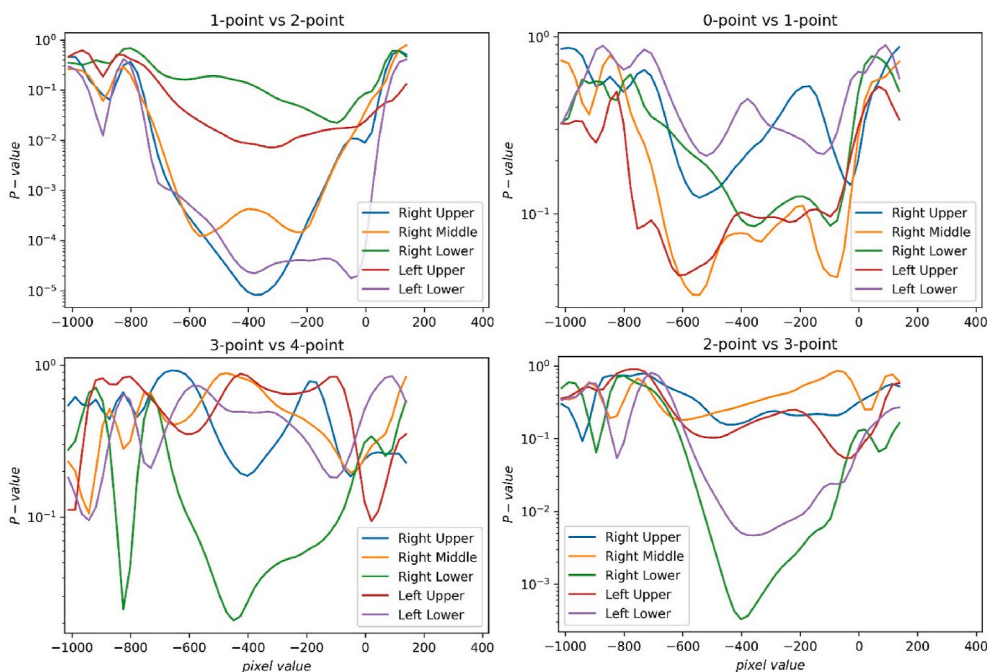 1-point vs 2-point
P − value
10⁰
10⁻¹
10⁻²
10⁻³
10⁻⁴
10⁻⁵
Right Upper
Right Middle
Right Lower
Left Upper
Left Lower
−1000 −800 −600 −400 −200 0 200 400
0-point vs 1-point
P − value
10⁰
10⁻¹
Right Upper
Right Middle
Right Lower
Left Upper
Left Lower
−1000 −800 −600 −400 −200 0 200 400
3-point vs 4-point
P − value
10⁰
10⁻¹
Right Upper
Right Middle
Right Lower
Left Upper
Left Lower
−1000 −800 −600 −400 −200 0 200 400
pixel value
2-point vs 3-point
P − value
10⁰
10⁻¹
10⁻²
10⁻³
Right Upper
Right Middle
Right Lower
Left Upper
Left Lower
−1000 −800 −600 −400 −200 0 200 400
pixel value